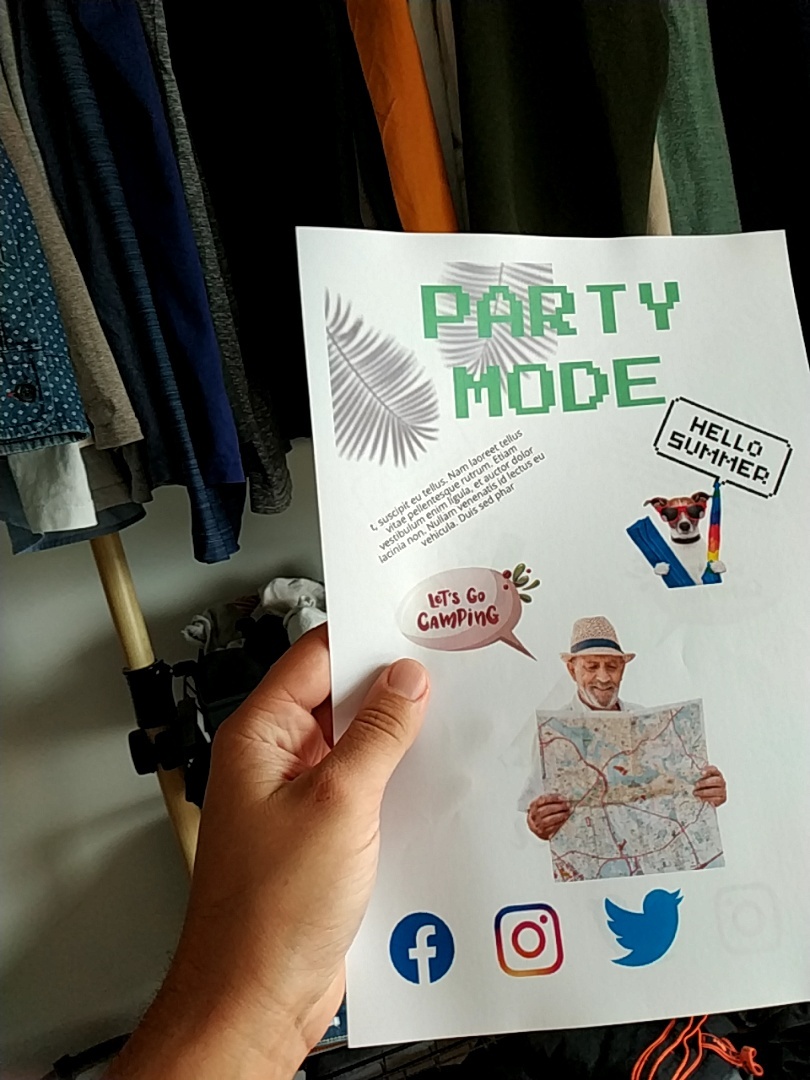 PARTY
MODE
HELLO
SUMMER
t, suscipit eu tellus. Nam laoreet tellus
vitae pellentesque rutrum. Etiam
vestibulum enim ligula, et auctor dolor
lacinia non. Nullam venenatis id lectus eu
vehicula. Duis sed phar
LET'S GO
CAMPING